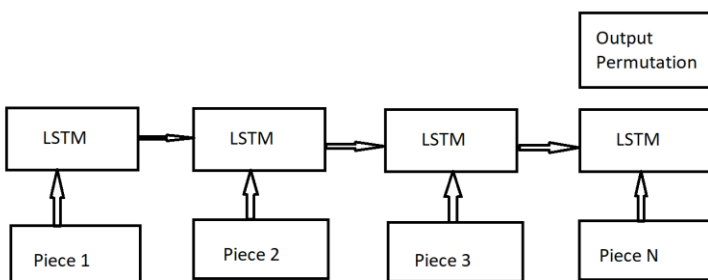 Output
Permutation
LSTM
LSTM
LSTM
LSTM
Piece 1
Piece 2
Piece 3
Piece N